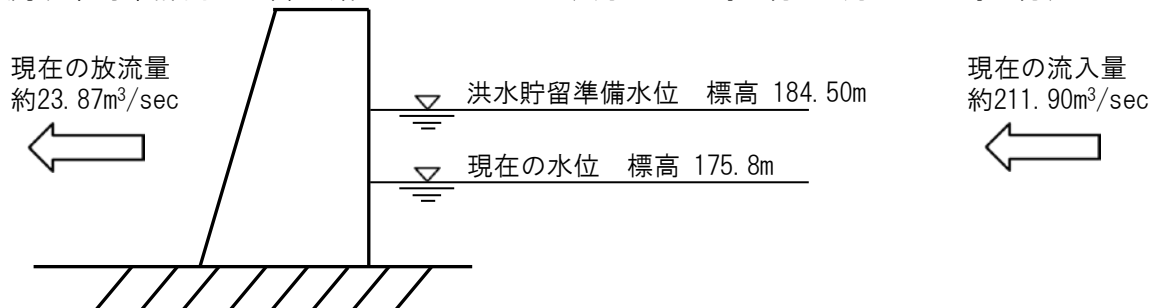 現在の放流量
約23.87m³/sec
洪水貯留準備水位 標高 184.50m
現在の水位 標高 175.8m
現在の流入量
約211.90m³/sec